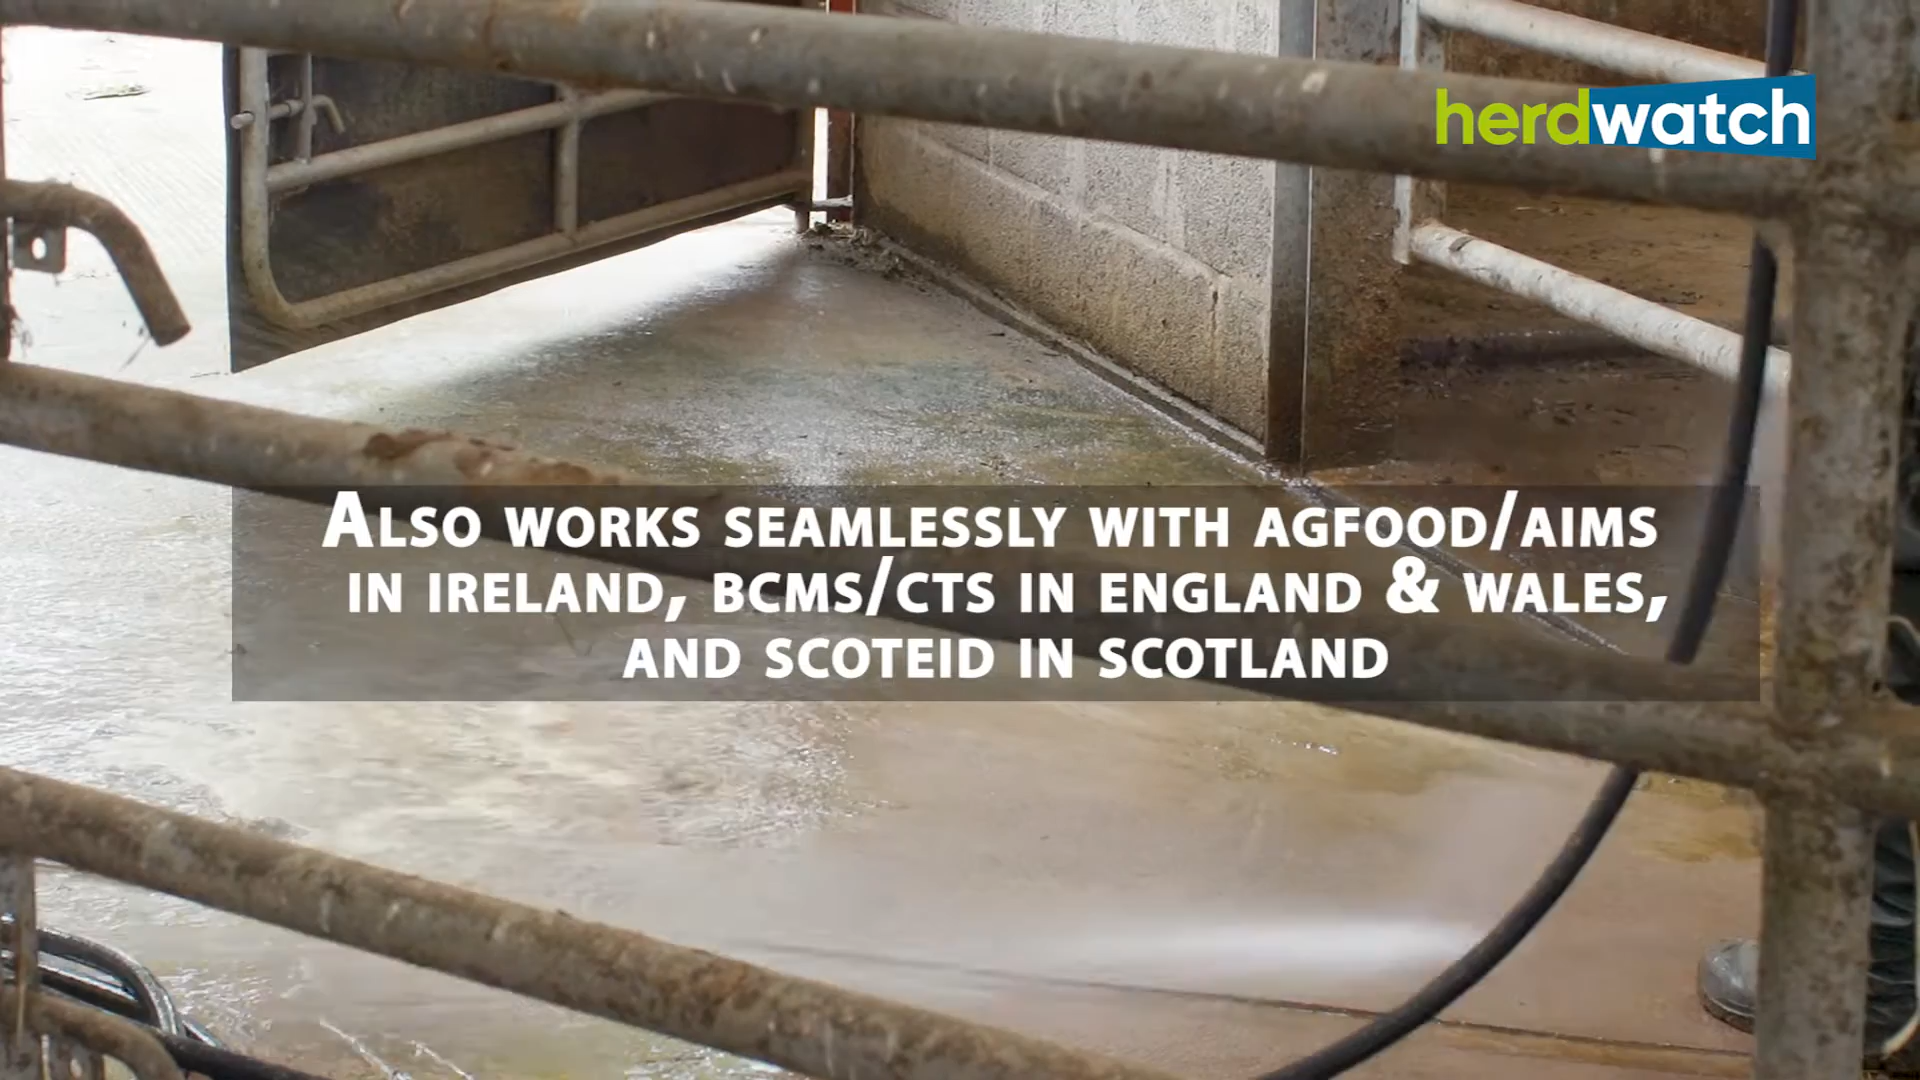 herdwatch
ALSO WORKS SEAMLESSLY WITH AGFOOD/AIMS
IN IRELAND, BCMS/CTS IN ENGLAND & WALES,
AND SCOTEID IN SCOTLAND